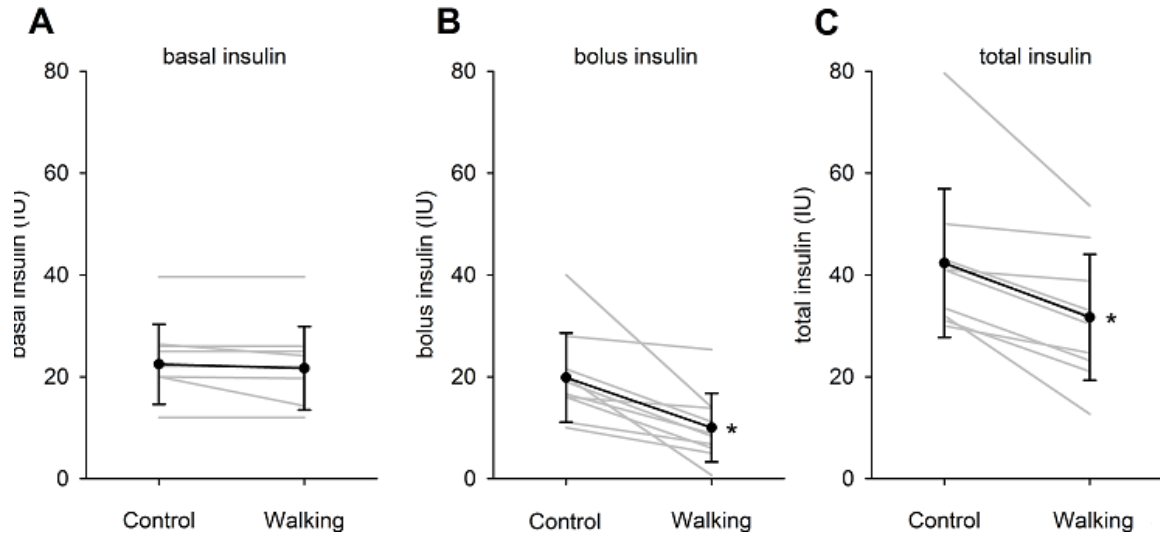 A
basal insulin
80
60
40
20
0
basal insulin (IU)
Control
Walking
B
bolus insulin
80
60
40
20
0
bolus insulin (IU)
*
Control
Walking
C
total insulin
80
60
40
20
0
total insulin (IU)
*
Control
Walking